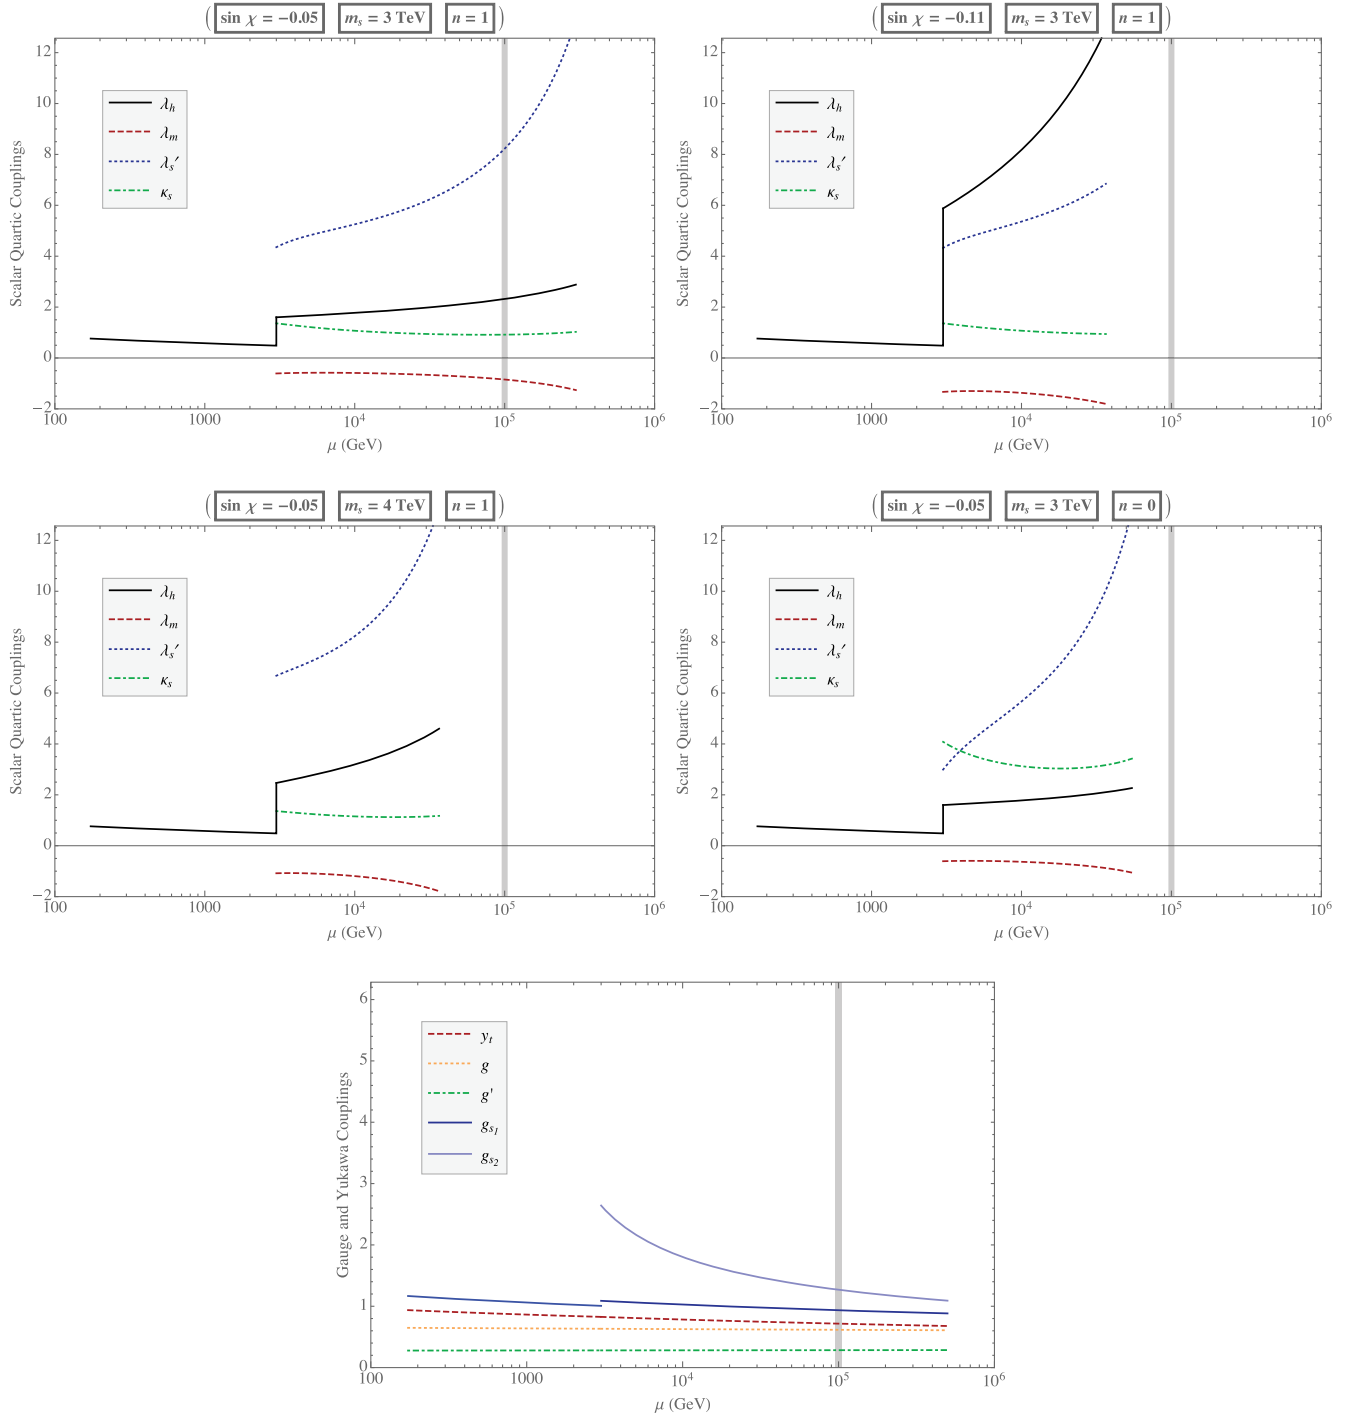 ( sin χ = −0.05 m_s = 3 TeV n = 1 )
12
10
8
6
4
2
0
−2
Scalar Quartic Couplings
λ_h
λ_m
λ_s′
κ_s
100 1000 10^4 10^5 10^6
μ (GeV)
( sin χ = −0.11 m_s = 3 TeV n = 1 )
12
10
8
6
4
2
0
−2
Scalar Quartic Couplings
λ_h
λ_m
λ_s′
κ_s
100 1000 10^4 10^5 10^6
μ (GeV)
( sin χ = −0.05 m_s = 4 TeV n = 1 )
12
10
8
6
4
2
0
−2
Scalar Quartic Couplings
λ_h
λ_m
λ_s′
κ_s
100 1000 10^4 10^5 10^6
μ (GeV)
( sin χ = −0.05 m_s = 3 TeV n = 0 )
12
10
8
6
4
2
0
−2
Scalar Quartic Couplings
λ_h
λ_m
λ_s′
κ_s
100 1000 10^4 10^5 10^6
μ (GeV)
6
5
4
3
2
1
0
Gauge and Yukawa Couplings
y_t
g
g'
g_{s_1}
g_{s_2}
100 1000 10^4 10^5 10^6
μ (GeV)